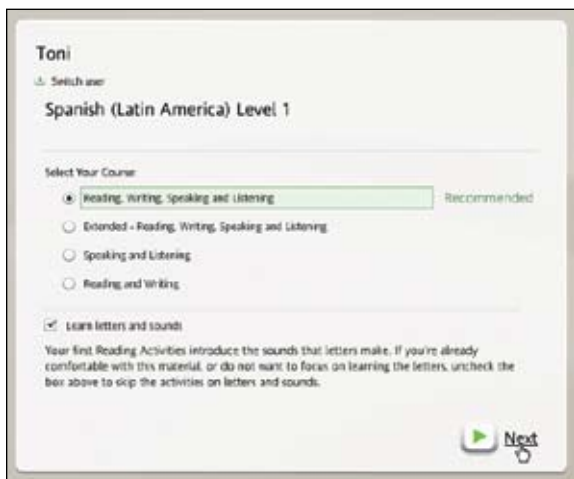 Toni
Switch user
Spanish (Latin America) Level 1
Select Your Course
Reading, Writing, Speaking and Listening Recommended
Extended - Reading, Writing, Speaking and Listening
Speaking and Listening
Reading and Writing
Learn letters and sounds
Your first Reading Activities introduce the sounds that letters make. If you're already
comfortable with this material, or do not want to focus on learning the letters, uncheck the
box above to skip the activities on letters and sounds.
Next